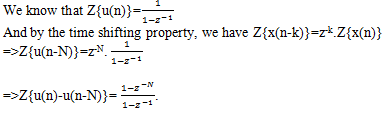 We know that Z{u(n)}=\frac{1}{1-z^{-1}}
And by the time shifting property, we have Z{x(n-k)}=z^{k}.Z{x(n)}
=>Z{u(n-N)}=z^{N}.\frac{1}{1-z^{-1}}
=>Z{u(n)-u(n-N)}=\frac{1-z^{-N}}{1-z^{-1}}.